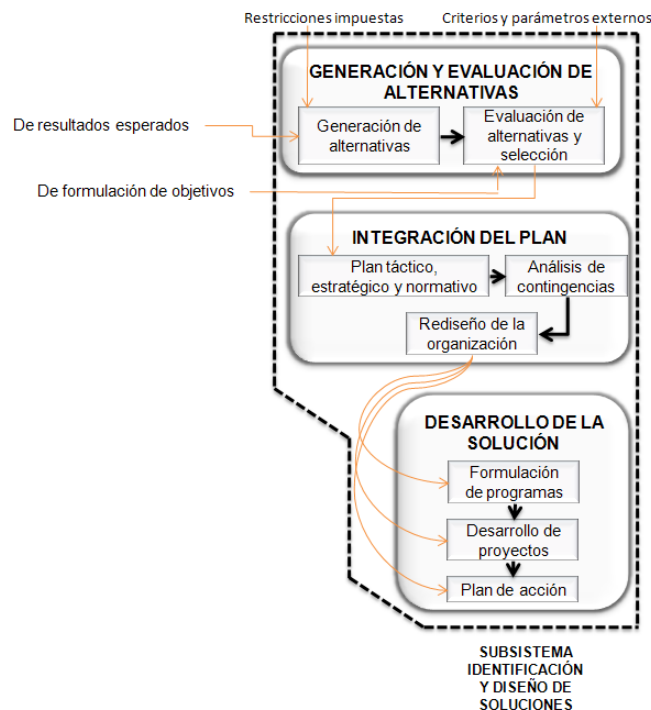 Restricciones impuestas
Criterios y parámetros externos
GENERACIÓN Y EVALUACIÓN DE
ALTERNATIVAS
De resultados esperados
Generación de
alternativas
Evaluación de
alternativas y
selección
De formulación de objetivos
INTEGRACIÓN DEL PLAN
Plan táctico,
estratégico y normativo
Análisis de
contingencias
Rediseño de la
organización
DESARROLLO DE LA
SOLUCIÓN
Formulación
de programas
Desarrollo de
proyectos
Plan de acción
SUBSISTEMA
IDENTIFICACIÓN
Y DISEÑO DE
SOLUCIONES